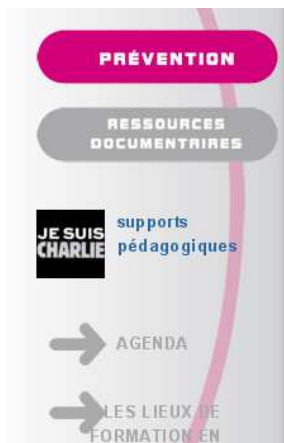 PRÉVENTION
RESSOURCES
DOCUMENTAIRES
JE SUIS
CHARLIE
supports
pédagogiques
AGENDA
LES LIEUX DE
FORMATION EN